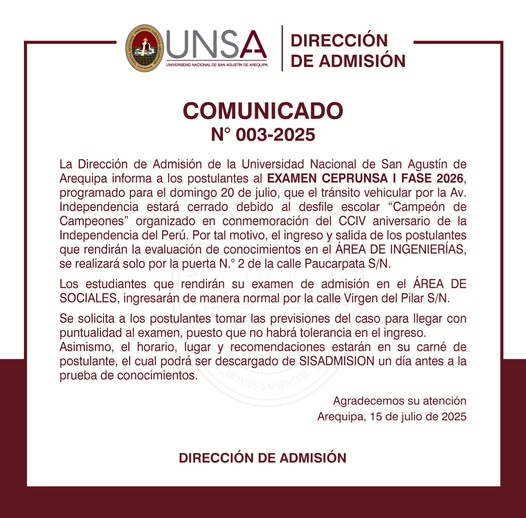 UNSA
UNIVERSIDAD NACIONAL DE SAN AGUSTÍN DE AREQUIPA
DIRECCIÓN
DE ADMISIÓN
COMUNICADO
N° 003-2025
La Dirección de Admisión de la Universidad Nacional de San Agustín de
Arequipa informa a los postulantes al EXAMEN CEPRUNSA I FASE 2026,
programado para el domingo 20 de julio, que el tránsito vehicular por la Av.
Independencia estará cerrado debido al desfile escolar “Campeón de
Campeones” organizado en conmemoración del CCIV aniversario de la
Independencia del Perú. Por tal motivo, el ingreso y salida de los postulantes
que rendirán la evaluación de conocimientos en el ÁREA DE INGENIERÍAS,
se realizará solo por la puerta N.° 2 de la calle Paucarpata S/N.
Los estudiantes que rendirán su examen de admisión en el ÁREA DE
SOCIALES, ingresarán de manera normal por la calle Virgen del Pilar S/N.
Se solicita a los postulantes tomar las previsiones del caso para llegar con
puntualidad al examen, puesto que no habrá tolerancia en el ingreso.
Asimismo, el horario, lugar y recomendaciones estarán en su carné de
postulante, el cual podrá ser descargado de SISADMISION un día antes a la
prueba de conocimientos.
Agradecemos su atención
Arequipa, 15 de julio de 2025
DIRECCIÓN DE ADMISIÓN